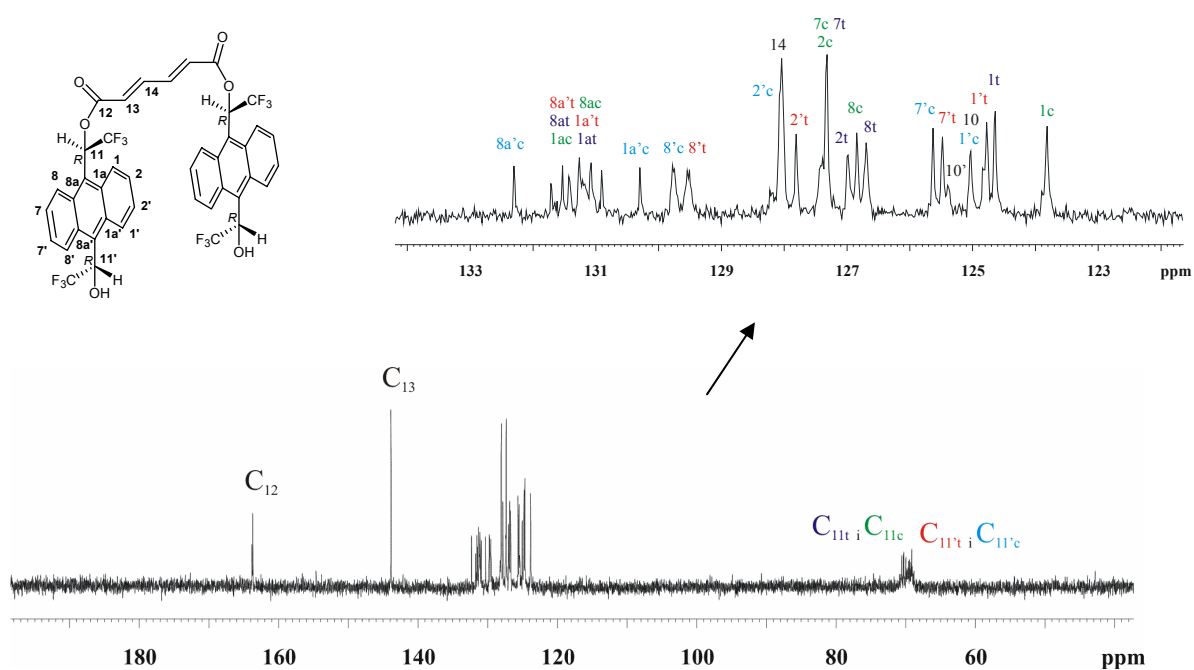 O
O
14
12
13
O
O
H
CF3
R
H
CF3
11
R
1
8
1a
8a
2
7
2'
1a'
7'
8a'
1'
8'
R
11'
F3C
H
OH
R
F3C
H
OH
7c 7t
14
2c
1t
2'c
8a't 8ac
8c
1't
7'c
1c
8at 1a't
2't
7't
10
8a'c
1ac 1at
1a'c
8'c
8't
2t
8t
10'
1'c
133
131
129
127
125
123
ppm
C13
C12
C11t i C11c
C11't i C11'c
180
160
140
120
100
80
60
ppm